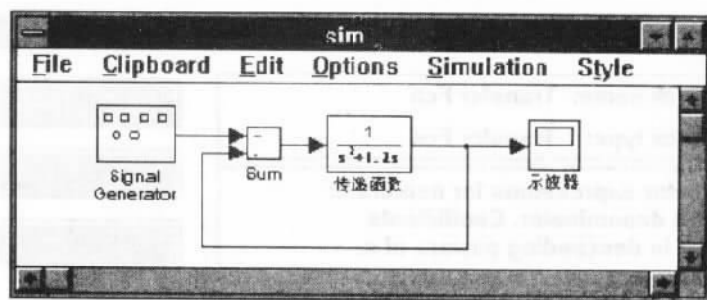 sim
File Clipboard Edit Options Simulation Style
1
s²+1.2s
Signal
Generator
Sum
传递函数
示波器